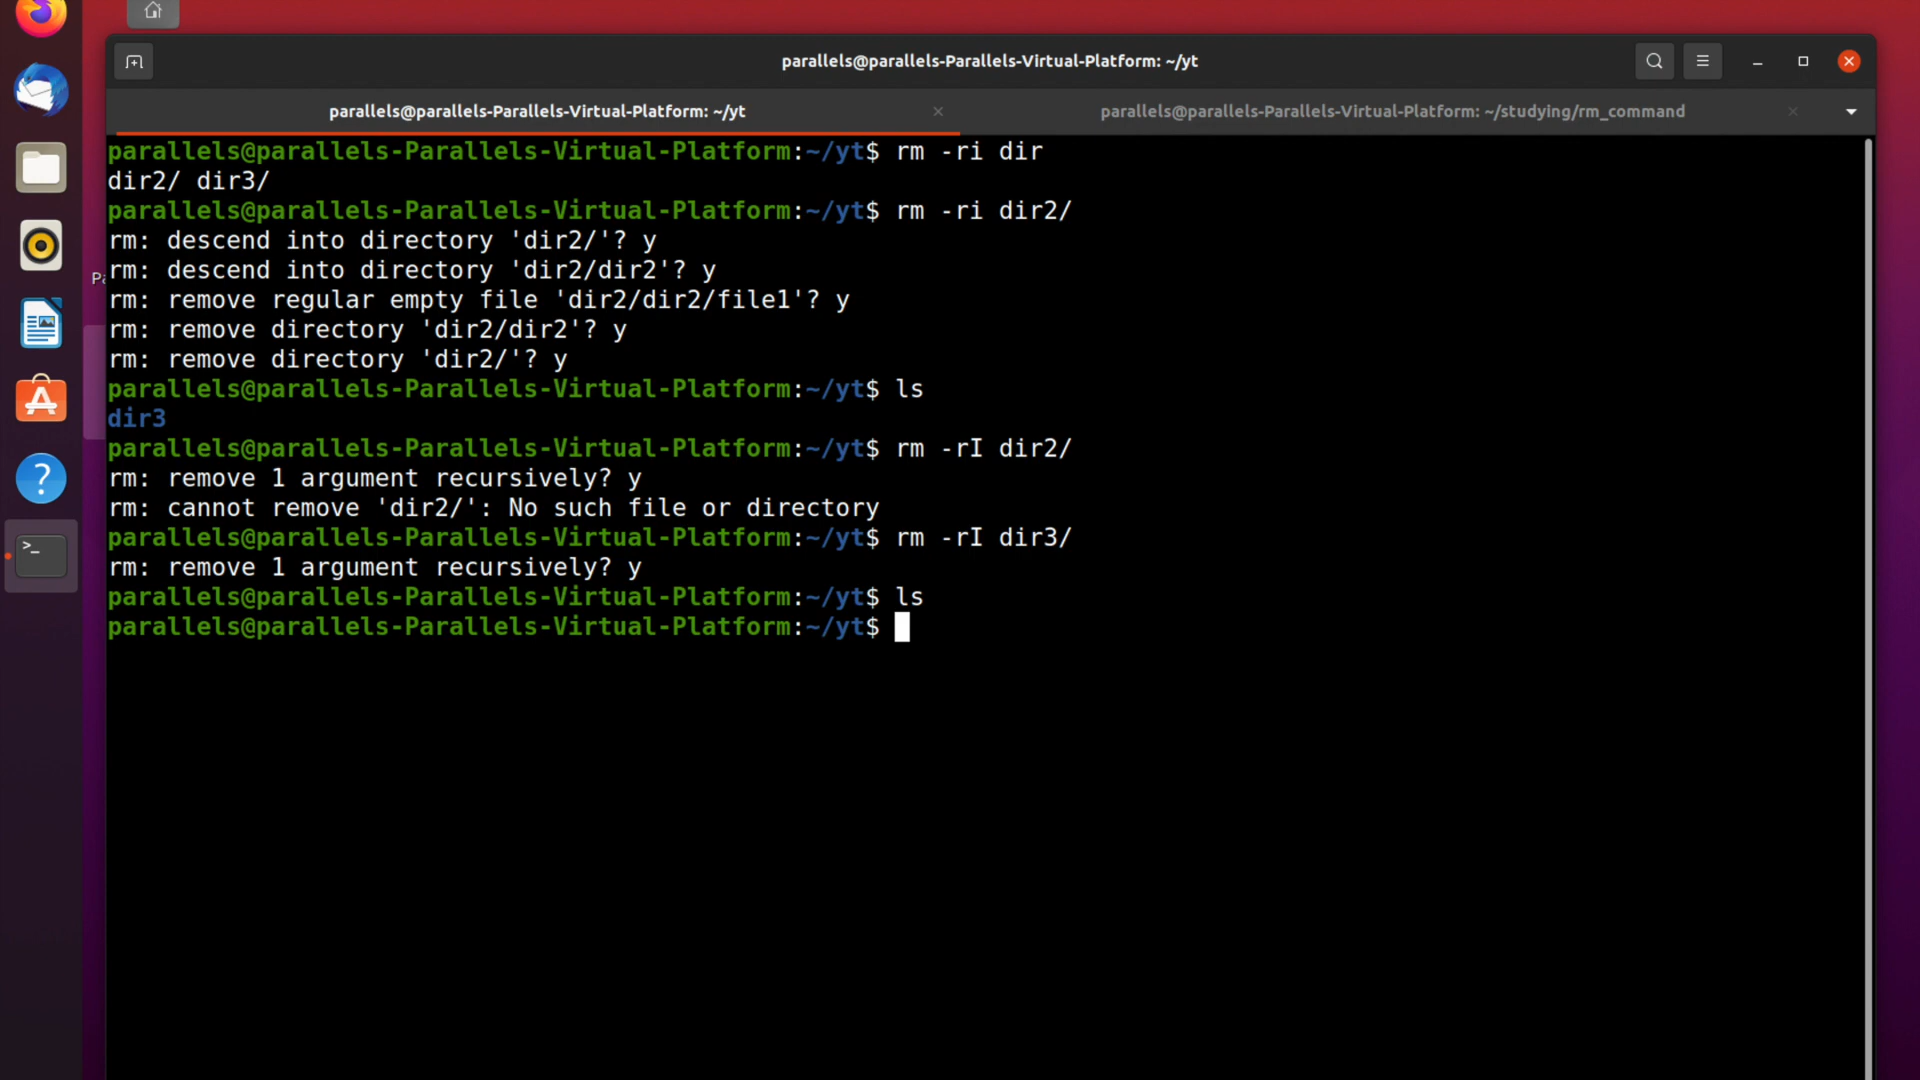 parallels@parallels-Parallels-Virtual-Platform: ~/yt
parallels@parallels-Parallels-Virtual-Platform: ~/yt
parallels@parallels-Parallels-Virtual-Platform: ~/studying/rm_command
parallels@parallels-Parallels-Virtual-Platform:~/yt$ rm -ri dir
dir2/ dir3/
parallels@parallels-Parallels-Virtual-Platform:~/yt$ rm -ri dir2/
rm: descend into directory 'dir2/'? y
rm: descend into directory 'dir2/dir2'? y
Pa
rm: remove regular empty file 'dir2/dir2/file1'? y
rm: remove directory 'dir2/dir2'? y
rm: remove directory 'dir2/'? y
parallels@parallels-Parallels-Virtual-Platform:~/yt$ ls
dir3
parallels@parallels-Parallels-Virtual-Platform:~/yt$ rm -rI dir2/
rm: remove 1 argument recursively? y
rm: cannot remove 'dir2/': No such file or directory
parallels@parallels-Parallels-Virtual-Platform:~/yt$ rm -rI dir3/
rm: remove 1 argument recursively? y
parallels@parallels-Parallels-Virtual-Platform:~/yt$ ls
parallels@parallels-Parallels-Virtual-Platform:~/yt$